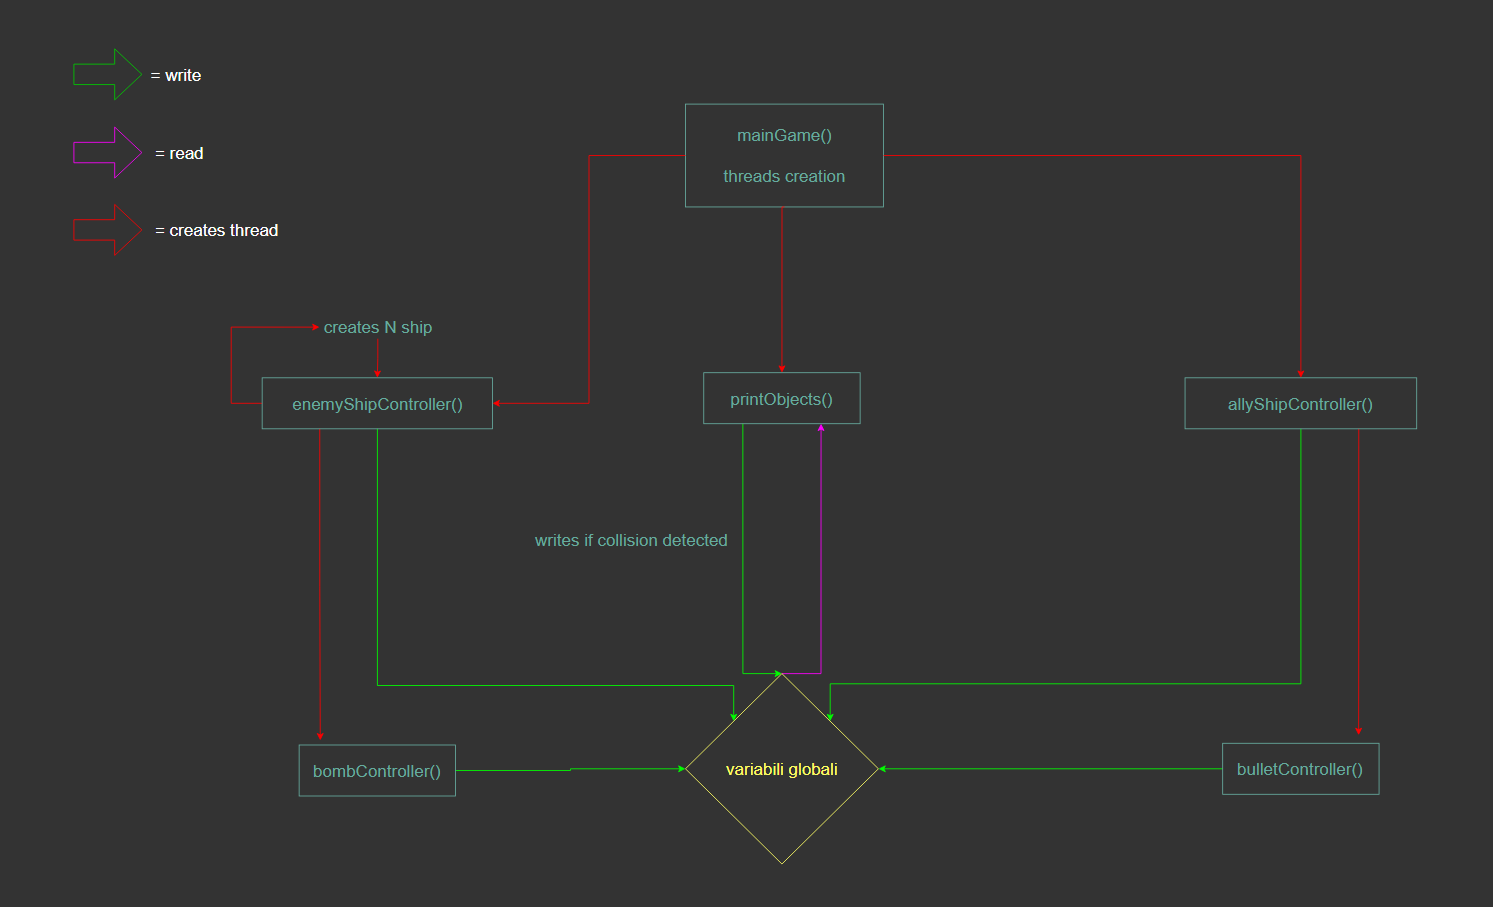 = write
= read
= creates thread
mainGame()
threads creation
creates N ship
enemyShipController()
printObjects()
allyShipController()
writes if collision detected
bombController()
variabili globali
bulletController()